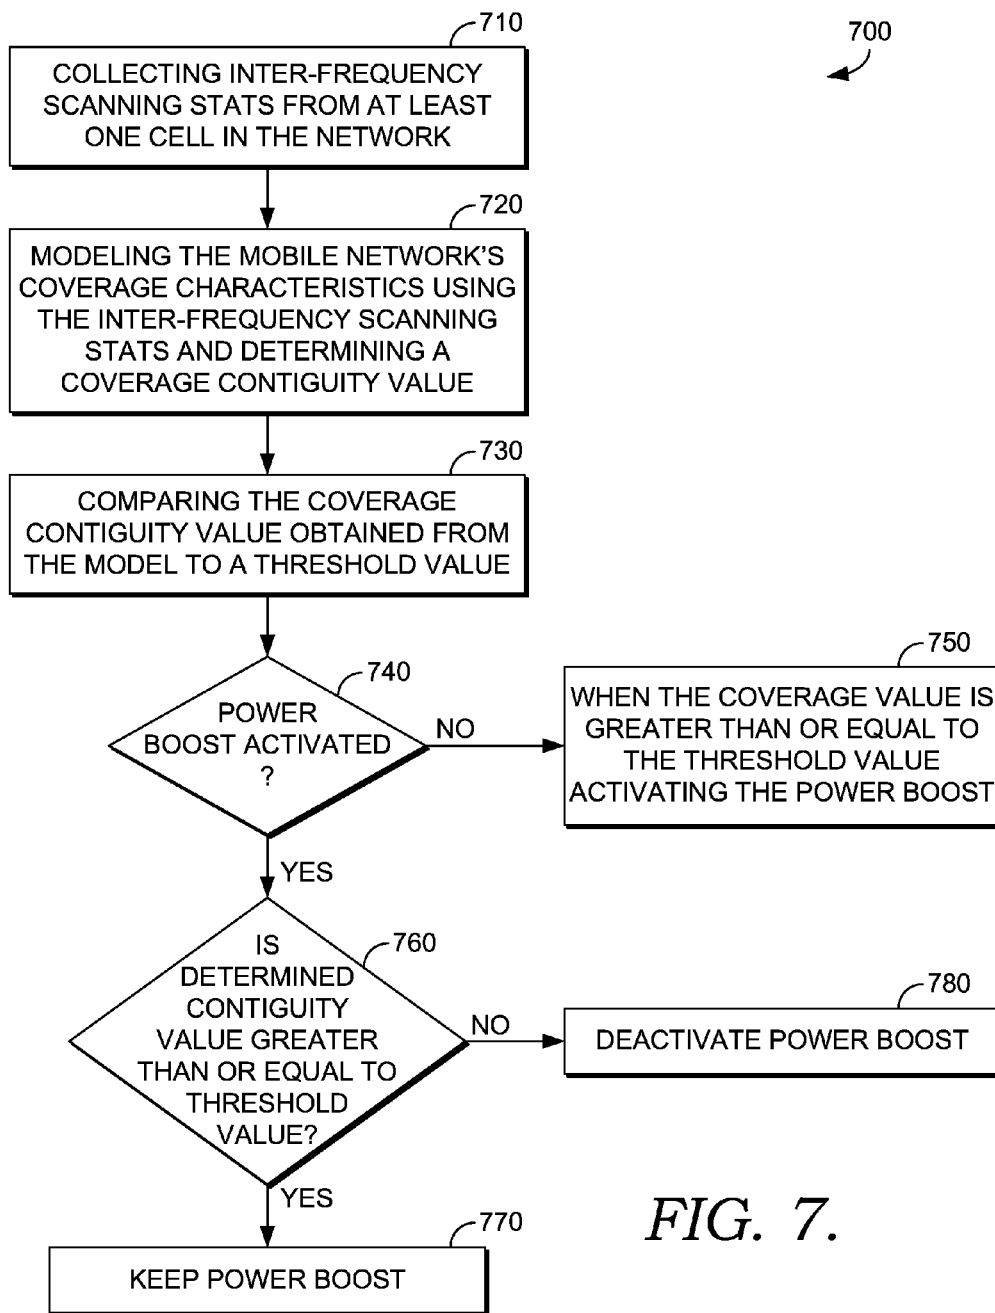 700
710
COLLECTING INTER-FREQUENCY
SCANNING STATS FROM AT LEAST
ONE CELL IN THE NETWORK
720
MODELING THE MOBILE NETWORK'S
COVERAGE CHARACTERISTICS USING
THE INTER-FREQUENCY SCANNING
STATS AND DETERMINING A
COVERAGE CONTIGUITY VALUE
730
COMPARING THE COVERAGE
CONTIGUITY VALUE OBTAINED FROM
THE MODEL TO A THRESHOLD VALUE
740
POWER
BOOST ACTIVATED
?
NO
750
WHEN THE COVERAGE VALUE IS
GREATER THAN OR EQUAL TO
THE THRESHOLD VALUE
ACTIVATING THE POWER BOOST
YES
760
IS
DETERMINED
CONTIGUITY
VALUE GREATER
THAN OR EQUAL TO
THRESHOLD
VALUE?
NO
780
DEACTIVATE POWER BOOST
YES
770
KEEP POWER BOOST
FIG. 7.